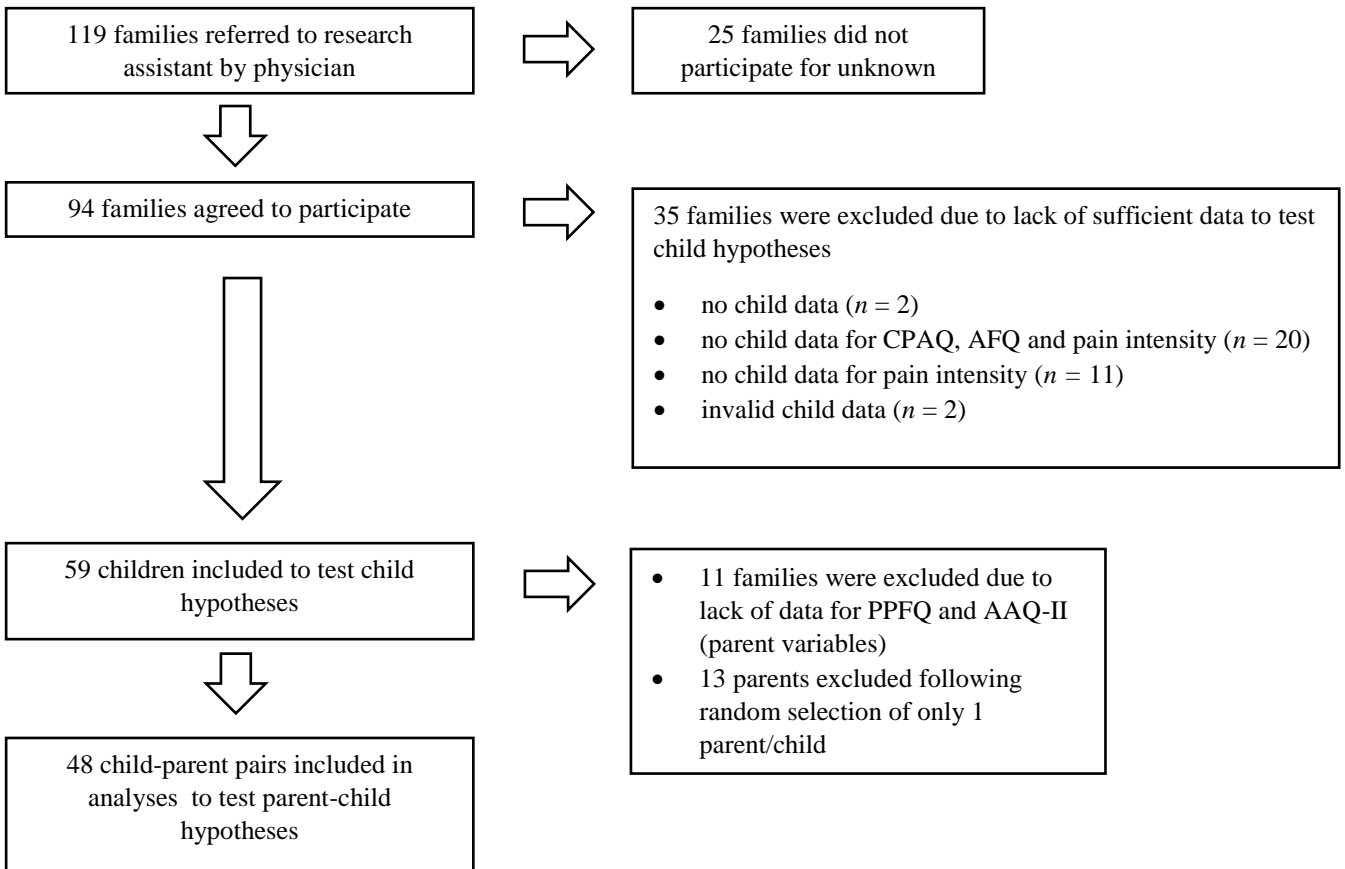 119 families referred to research
assistant by physician
25 families did not
participate for unknown
94 families agreed to participate
35 families were excluded due to lack of sufficient data to test
child hypotheses
• no child data (n = 2)
• no child data for CPAQ, AFQ and pain intensity (n = 20)
• no child data for pain intensity (n = 11)
• invalid child data (n = 2)
59 children included to test child
hypotheses
• 11 families were excluded due to
lack of data for PPFQ and AAQ-II
(parent variables)
• 13 parents excluded following
random selection of only 1
parent/child
48 child-parent pairs included in
analyses to test parent-child
hypotheses